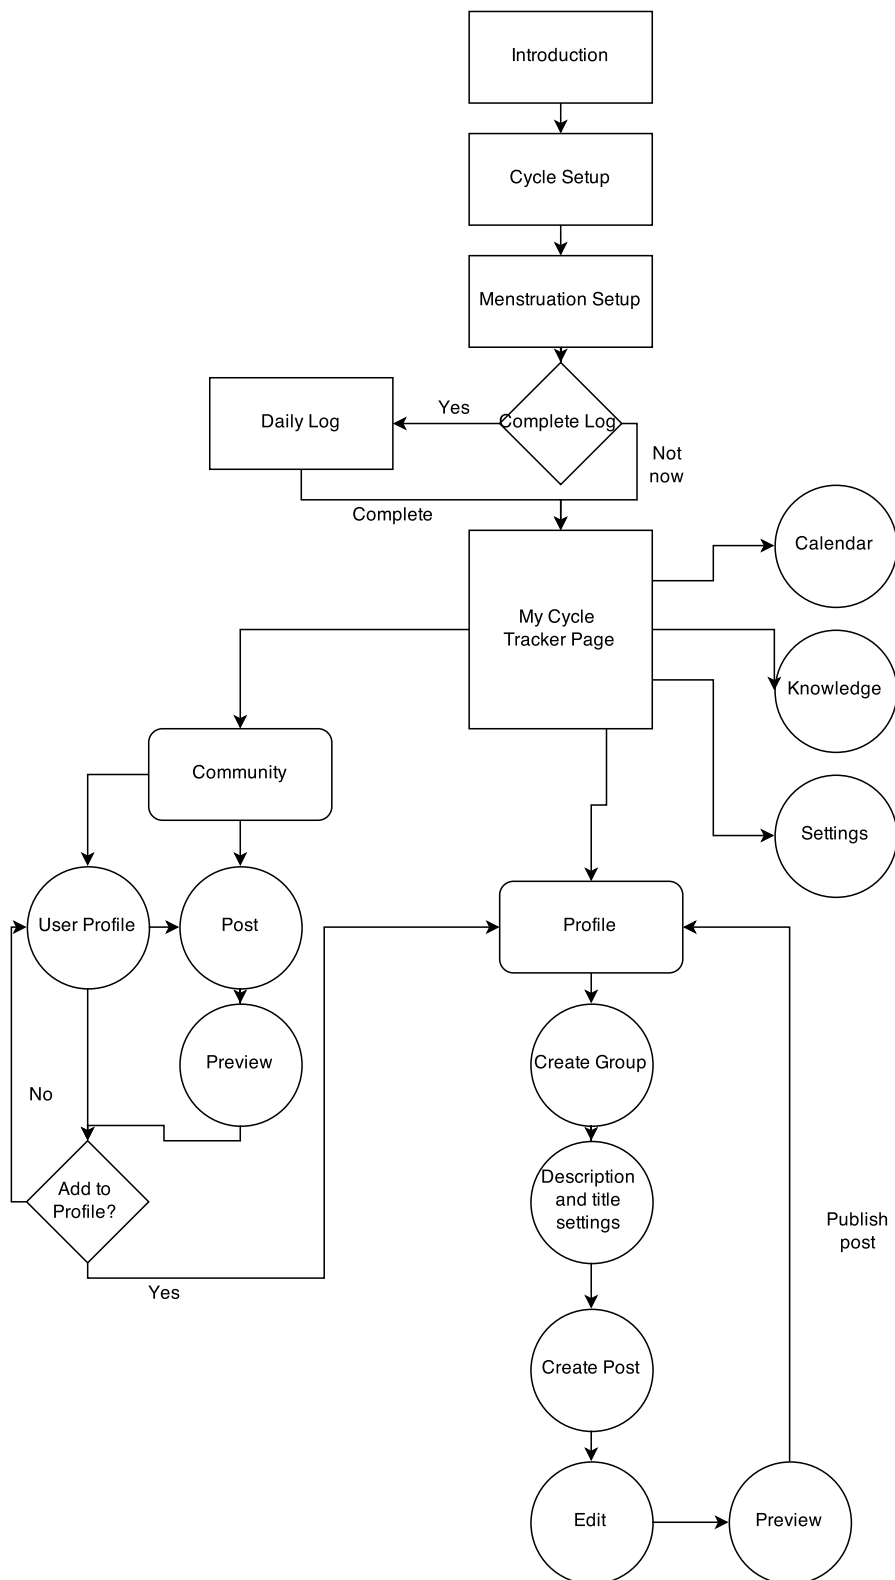 Introduction
Cycle Setup
Menstruation Setup
Complete Log
Yes
Daily Log
Not
now
Complete
My Cycle
Tracker Page
Calendar
Knowledge
Settings
Community
User Profile
Post
Profile
Preview
Create Group
No
Add to
Profile?
Description
and title
settings
Yes
Publish
post
Create Post
Edit
Preview